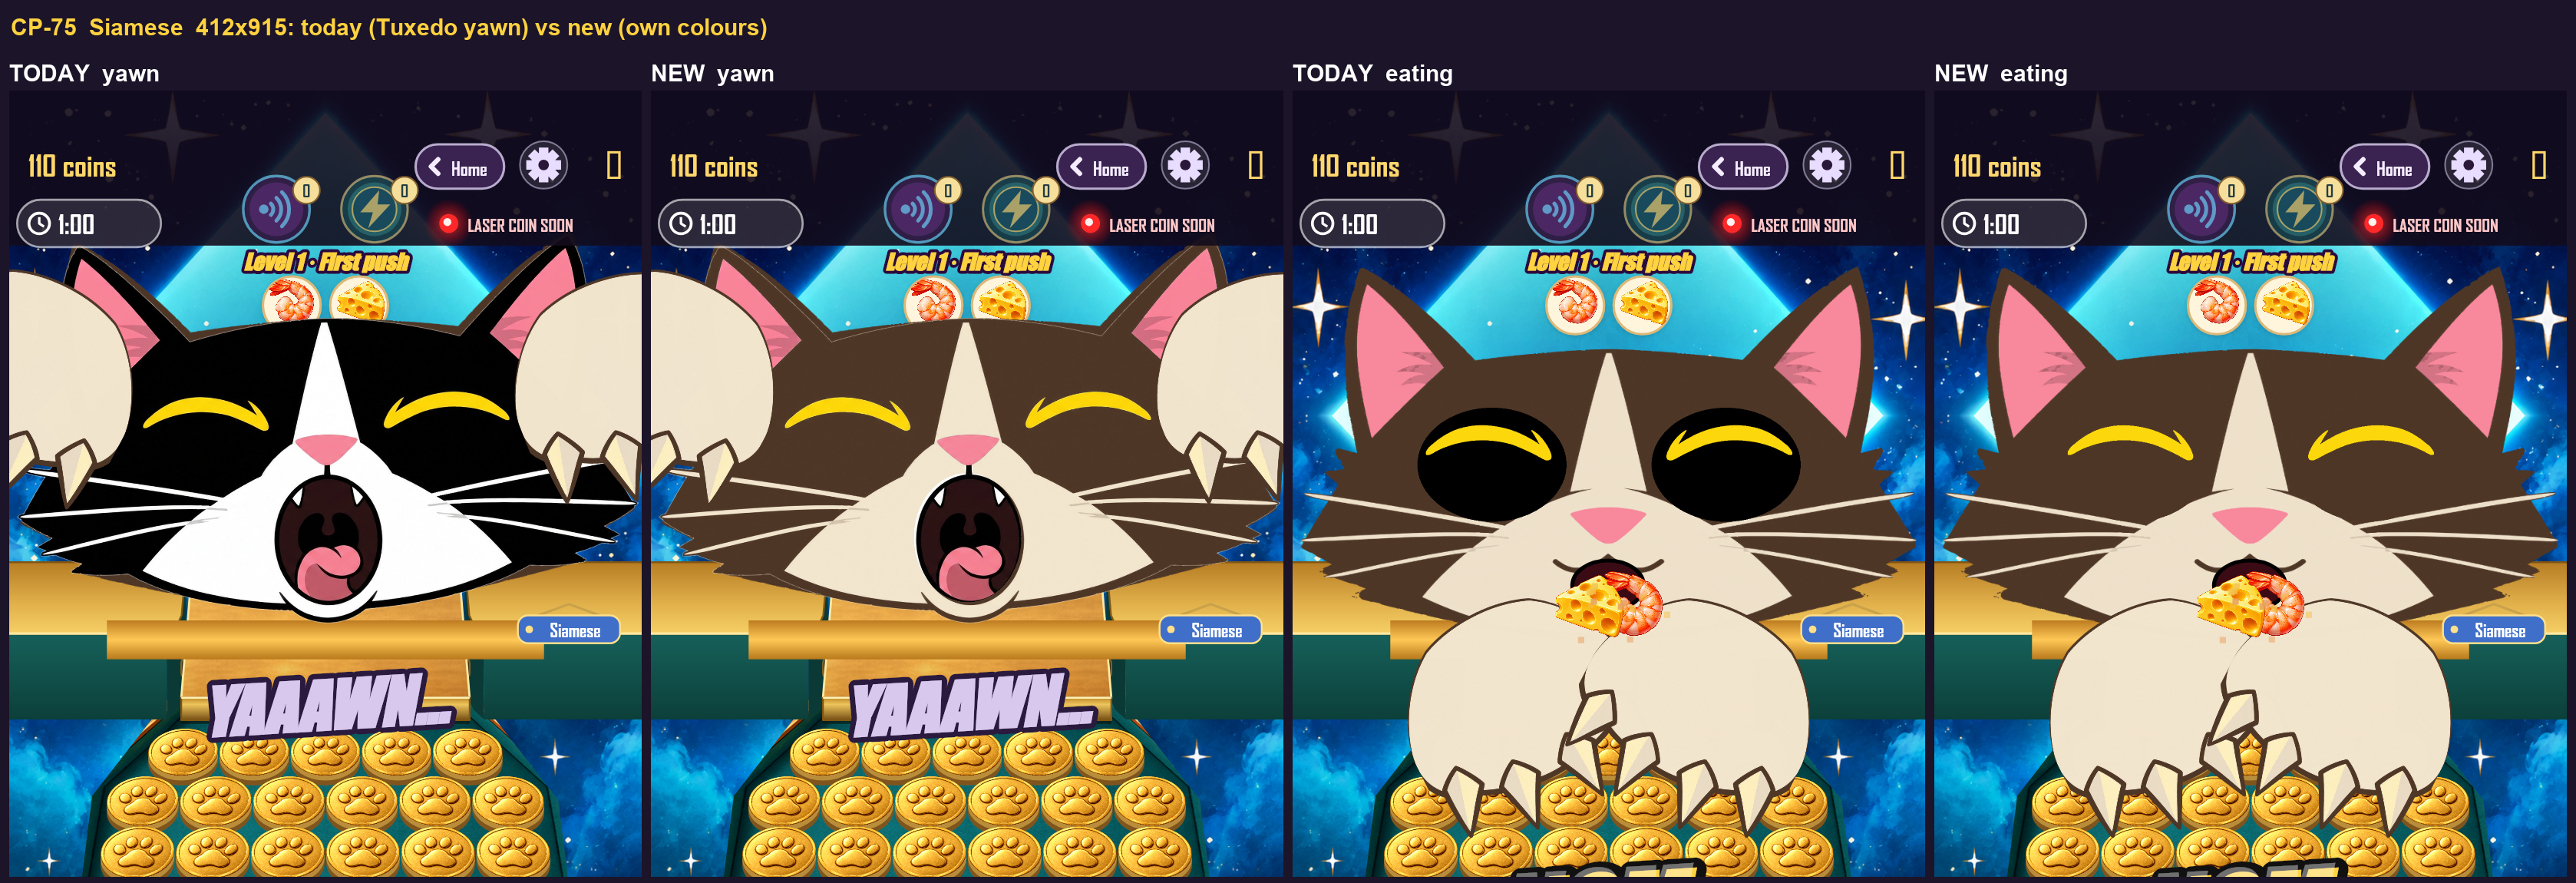 CP-75 Siamese 412x915: today (Tuxedo yawn) vs new (own colours)
TODAY yawn
110 coins
Home
0
0
1:00
LASER COIN SOON
Level 1 · First push
Siamese
YAAAWN...
NEW yawn
110 coins
Home
0
0
1:00
LASER COIN SOON
Level 1 · First push
Siamese
YAAAWN...
TODAY eating
110 coins
Home
0
0
1:00
LASER COIN SOON
Level 1 · First push
Siamese
NEW eating
110 coins
Home
0
0
1:00
LASER COIN SOON
Level 1 · First push
Siamese